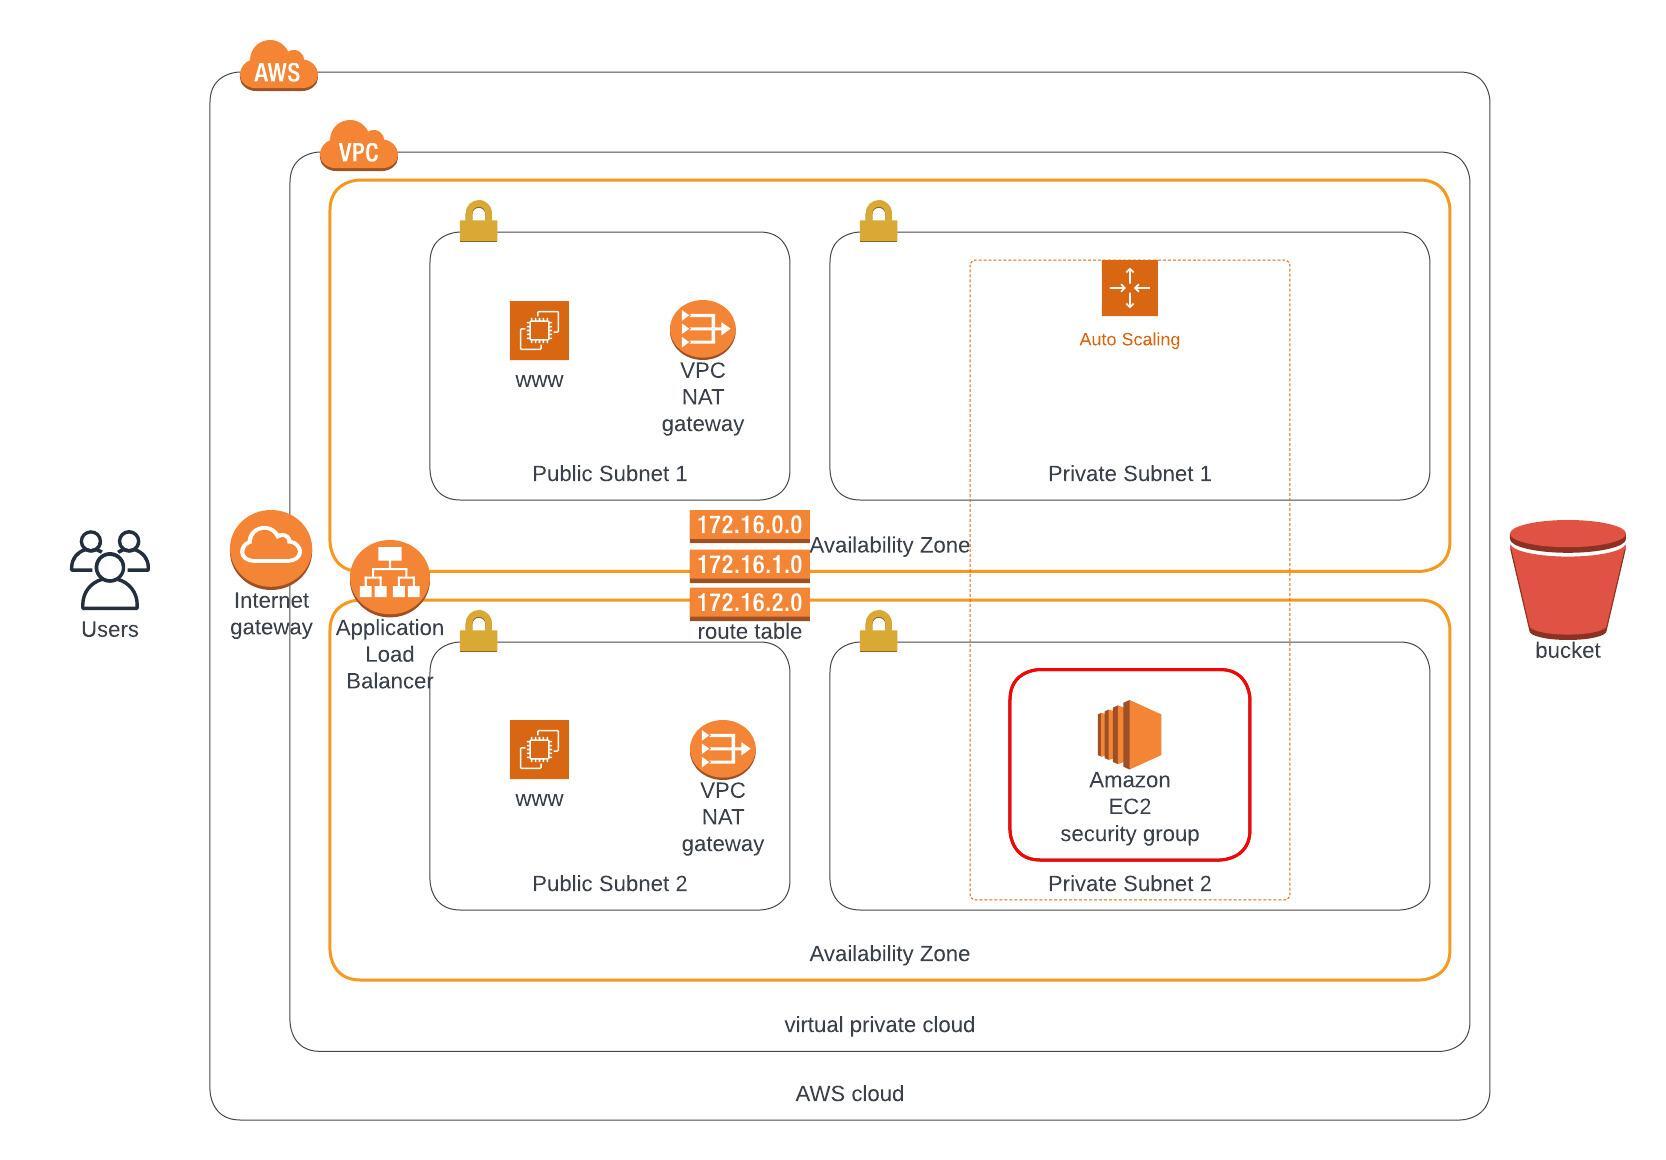 AWS
VPC
www
VPC
NAT
gateway
Public Subnet 1
Auto Scaling
Private Subnet 1
172.16.0.0
172.16.1.0
172.16.2.0
route table
Availability Zone
Users
Internet
gateway
Application
Load
Balancer
bucket
www
VPC
NAT
gateway
Public Subnet 2
Amazon
EC2
security group
Private Subnet 2
Availability Zone
virtual private cloud
AWS cloud